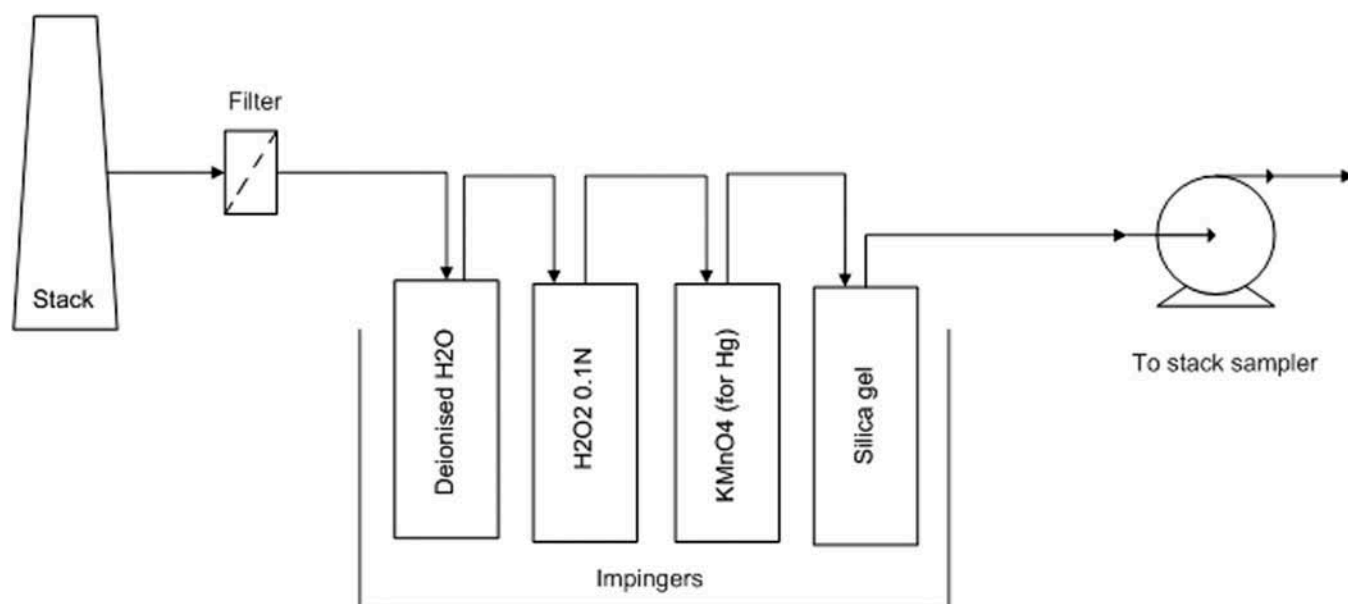 Filter
Stack
Deionised H2O
H2O2 0.1N
KMnO4 (for Hg)
Silica gel
To stack sampler
Impingers